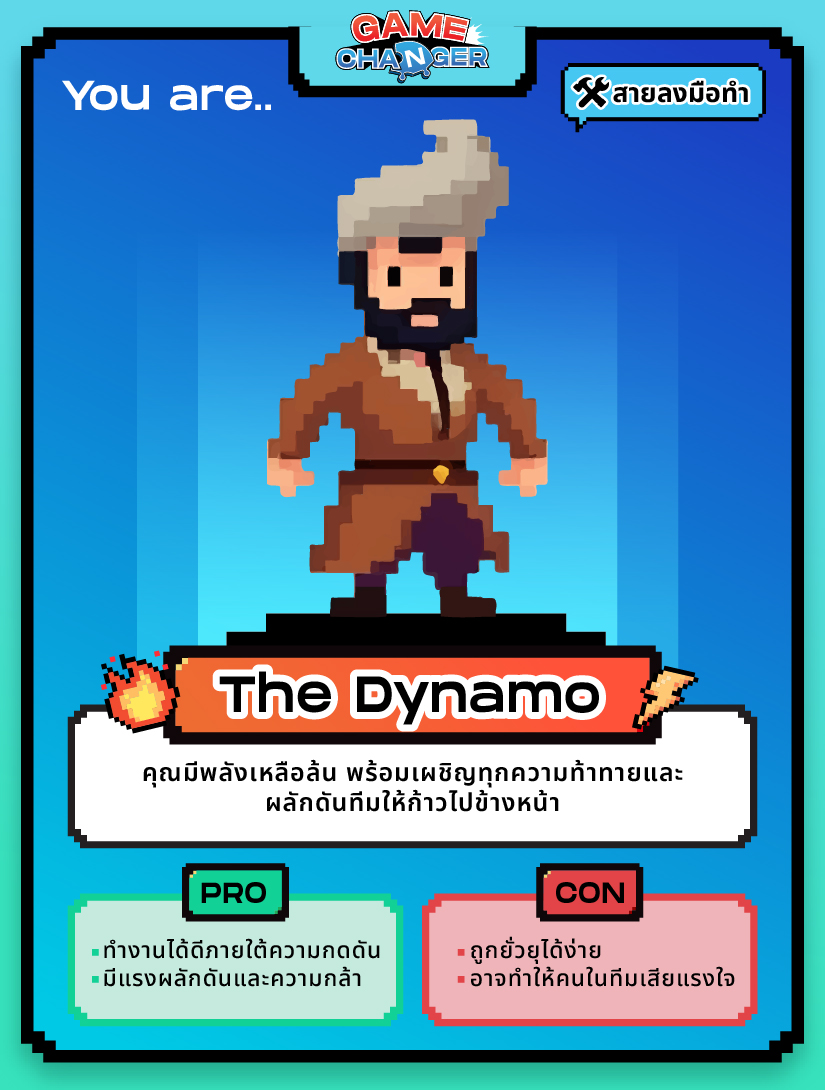 GAME
CHANGER
You are..
สายลงมือทำ
The Dynamo
คุณมีพลังเหลือล้น พร้อมเผชิญทุกความท้าทายและ
ผลักดันทีมให้ก้าวไปข้างหน้า
PRO
ทำงานได้ดีภายใต้ความกดดัน
มีแรงผลักดันและความกล้า
CON
ถูกยั่วยุได้ง่าย
อาจทำให้คนในทีมเสียแรงใจ